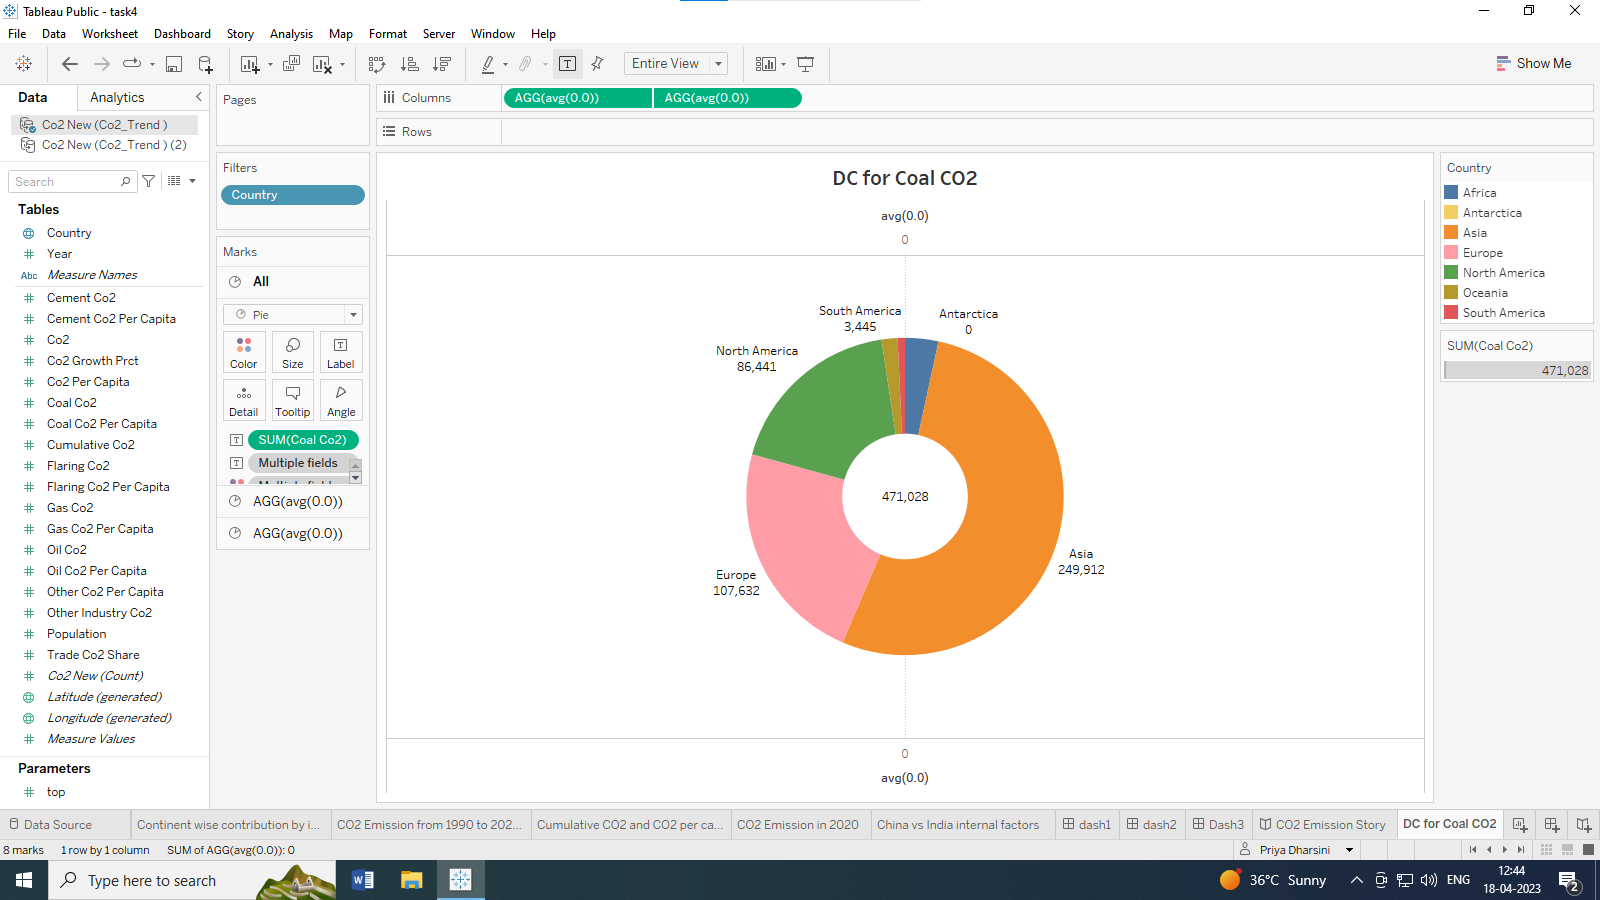 Tableau Public - task4
File Data Worksheet Dashboard Story Analysis Map Format Server Window Help
Entire View
Show Me
Data Analytics
Co2 New (Co2_Trend )
Co2 New (Co2_Trend ) (2)
Search
Tables
Country
Year
Abc Measure Names
Cement Co2
Cement Co2 Per Capita
Co2
Co2 Growth Prct
Co2 Per Capita
Coal Co2
Coal Co2 Per Capita
Cumulative Co2
Flaring Co2
Flaring Co2 Per Capita
Gas Co2
Gas Co2 Per Capita
Oil Co2
Oil Co2 Per Capita
Other Co2 Per Capita
Other Industry Co2
Population
Trade Co2 Share
Co2 New (Count)
Latitude (generated)
Longitude (generated)
Measure Values
Parameters
top
Pages
Filters
Country
Marks
All
Pie
Color Size Label
Detail Tooltip Angle
SUM(Coal Co2)
Multiple fields
AGG(avg(0.0))
AGG(avg(0.0))
Columns AGG(avg(0.0)) AGG(avg(0.0))
Rows
DC for Coal CO2
avg(0.0)
0
South America
3,445
Antarctica
0
North America
86,441
471,028
Asia
249,912
Europe
107,632
0
avg(0.0)
Country
Africa
Antarctica
Asia
Europe
North America
Oceania
South America
SUM(Coal Co2)
471,028
Data Source Continent wise contribution by i... CO2 Emission from 1990 to 202... Cumulative CO2 and CO2 per ca... CO2 Emission in 2020 China vs India internal factors dash1 dash2 Dash3 CO2 Emission Story DC for Coal CO2
8 marks 1 row by 1 column SUM of AGG(avg(0.0)): 0 Priya Dharsini
Type here to search 36°C Sunny ENG 12:44
18-04-2023 2